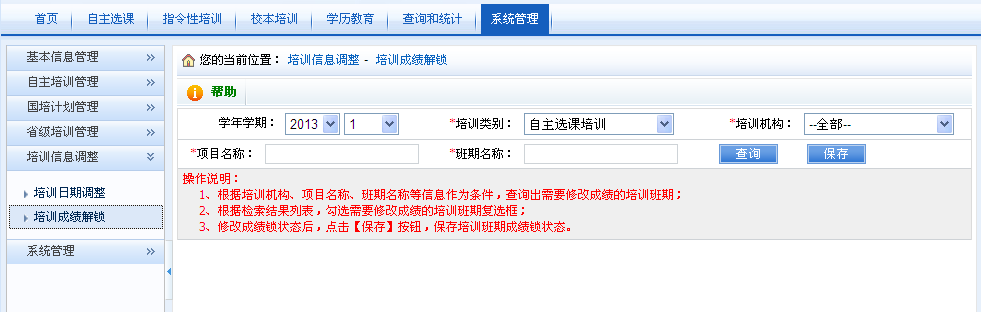 首页 自主选课 指令性培训 校本培训 学历教育 查询和统计 系统管理
基本信息管理
自主培训管理
国培计划管理
省级培训管理
培训信息调整
培训日期调整
培训成绩解锁
系统管理
您的当前位置： 培训信息调整 - 培训成绩解锁
帮助
学年学期： 2013 1 *培训类别： 自主选课培训 *培训机构： --全部--
*项目名称： *班期名称： 查询 保存
操作说明：
1、根据培训机构、项目名称、班期名称等信息作为条件，查询出需要修改成绩的培训班期；
2、根据检索结果列表，勾选需要修改成绩的培训班期复选框；
3、修改成绩锁状态后，点击【保存】按钮，保存培训班期成绩锁状态。